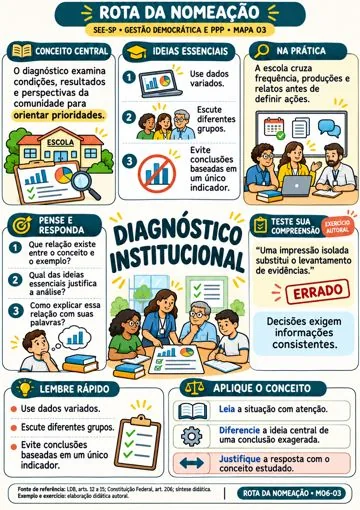 ROTA DA NOMEAÇÃO
SEE-SP • GESTÃO DEMOCRÁTICA E PPP • MAPA 03
CONCEITO CENTRAL
O diagnóstico examina
condições, resultados
e perspectivas da
comunidade para
orientar prioridades.
ESCOLA
IDEIAS ESSENCIAIS
1
Use dados
variados.
2
Escute
diferentes
grupos.
3
Evite
conclusões
baseadas em
um único
indicador.
NA PRÁTICA
A escola cruza
frequência, produções e
relatos antes de
definir ações.
PENSE E
RESPONDA
1
Que relação existe
entre o conceito e
o exemplo?
2
Qual das ideias
essenciais justifica
a análise?
3
Como explicar essa
relação com suas
palavras?
DIAGNÓSTICO
INSTITUCIONAL
TESTE SUA
COMPREENSÃO
EXERCÍCIO
AUTORAL
“Uma impressão isolada
substitui o levantamento
de evidências.”
ERRADO
Decisões exigem
informações
consistentes.
LEMBRE RÁPIDO
Use dados variados.
Escute diferentes grupos.
Evite conclusões
baseadas em um único
indicador.
APLIQUE O CONCEITO
Leia a situação com atenção.
Diferencie a ideia central
de uma conclusão exagerada.
Justifique a resposta com o
conceito estudado.
Fonte de referência: LDB, arts. 12 a 15; Constituição Federal, art. 206; síntese didática.
Exemplo e exercício: elaboração didática autoral.
ROTA DA NOMEAÇÃO • M06-03